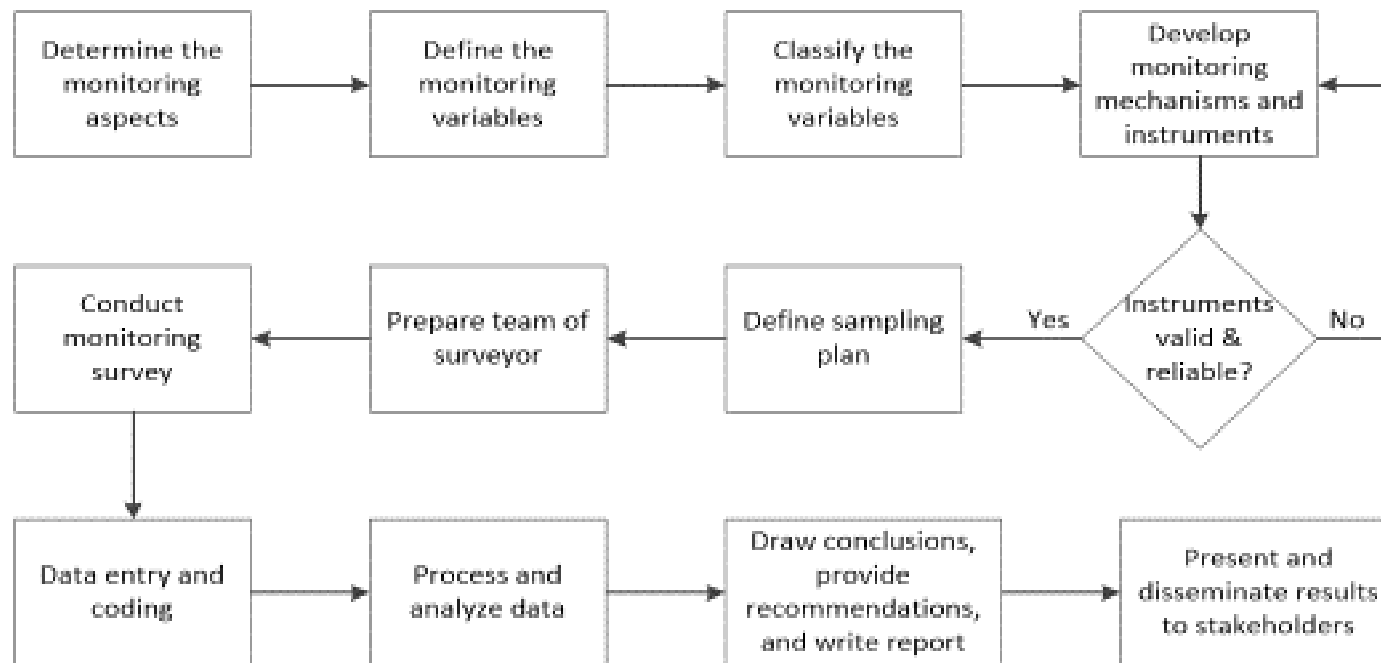 Determine the
monitoring
aspects
Define the
monitoring
variables
Classify the
monitoring
variables
Develop
monitoring
mechanisms and
instruments
Instruments
valid &
reliable?
No
Yes
Define sampling
plan
Prepare team of
surveyor
Conduct
monitoring
survey
Data entry and
coding
Process and
analyze data
Draw conclusions,
provide
recommendations,
and write report
Present and
disseminate results
to stakeholders